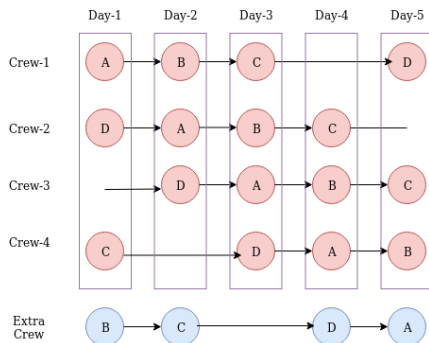 Day-1 Day-2 Day-3 Day-4 Day-5
Crew-1 A B C D
Crew-2 D A B C
Crew-3 D A B C
Crew-4 C D A B
Extra
Crew B C D A